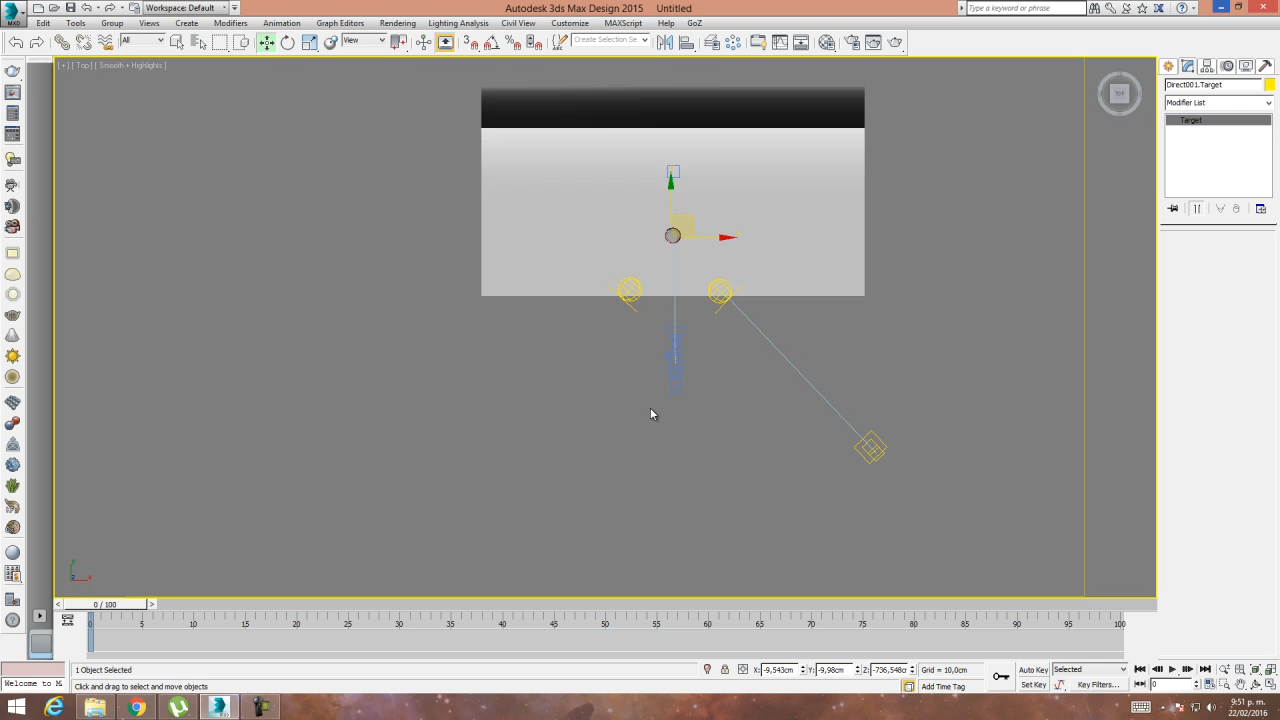 MXD
Workspace: Default
Autodesk 3ds Max Design 2015 Untitled
Type a keyword or phrase
Edit Tools Group Views Create Modifiers Animation Graph Editors Rendering Lighting Analysis Civil View Customize MAXScript Help GoZ
All
View
Create Selection Se
[ + ] [ Top ] [ Smooth + Highlights ]
TOP
Direct001.Target
Modifier List
Target
0 / 100
0 5 10 15 20 25 30 35 40 45 50 55 60 65 70 75 80 85 90 95 100
1 Object Selected
X: -9,543cm Y: -9,98cm Z: -736,548c
Grid = 10,0cm
Auto Key
Selected
Welcome to M
Click and drag to select and move objects
Add Time Tag
Set Key
Key Filters...
0
9:51 p. m.
22/02/2016